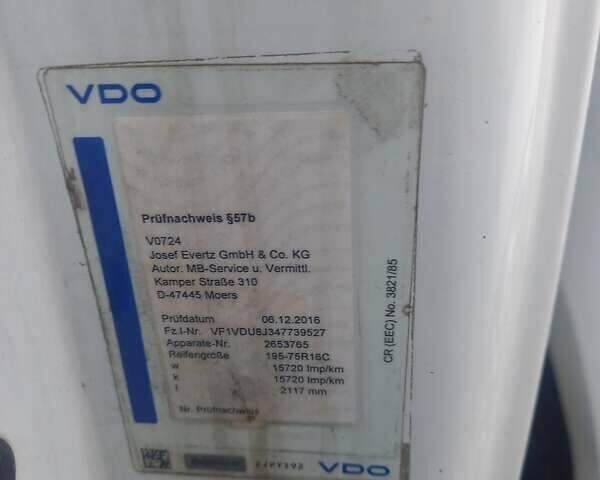 VDO
Prüfnachweis §57b
V0724
Josef Evertz GmbH & Co. KG
Autor. MB-Service u. Vermittl.
Kamper Straße 310
D-47445 Moers
Prüfdatum 06.12.2016
Fz.I-Nr. VF1VDU8J347739527
Apparate-Nr. 2653765
Reifengröße 195-75R16C
w 15720 Imp/km
k 15720 Imp/km
l 2117 mm
Nr. Prüfnachweis
CR (EEC) No. 3821/85
VDO